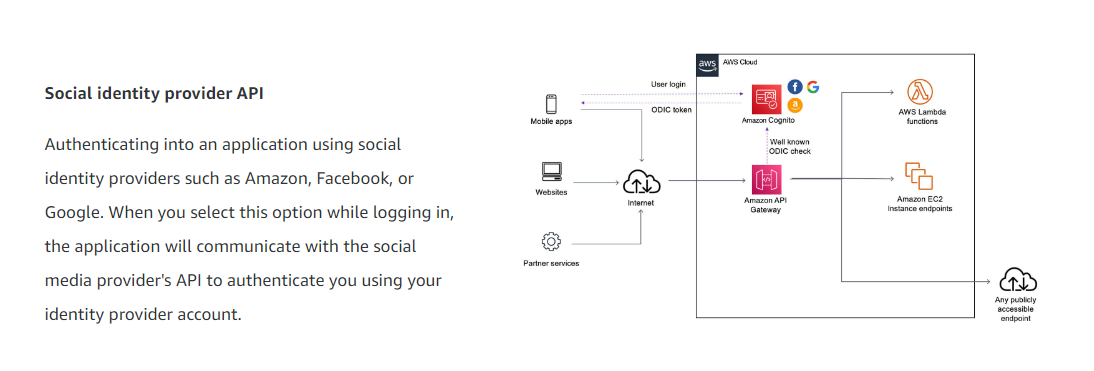 Social identity provider API
Authenticating into an application using social
identity providers such as Amazon, Facebook, or
Google. When you select this option while logging in,
the application will communicate with the social
media provider's API to authenticate you using your
identity provider account.
aws
AWS Cloud
User login
ODIC token
Mobile apps
Amazon Cognito
AWS Lambda
functions
Well known
ODIC check
Websites
Internet
Amazon API
Gateway
Amazon EC2
Instance endpoints
Partner services
Any publicly
accessible
endpoint